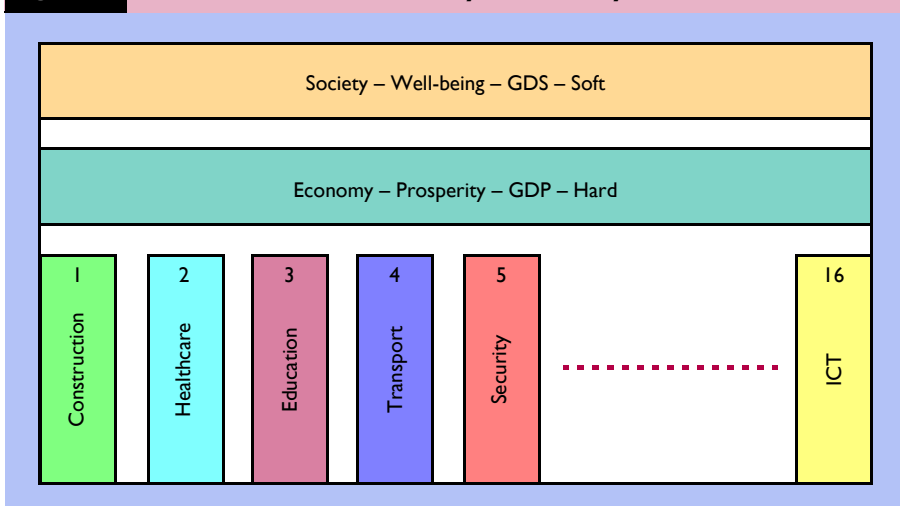 Society – Well-being – GDS – Soft
Economy – Prosperity – GDP – Hard
1
2
3
4
5
16
Construction
Healthcare
Education
Transport
Security
ICT